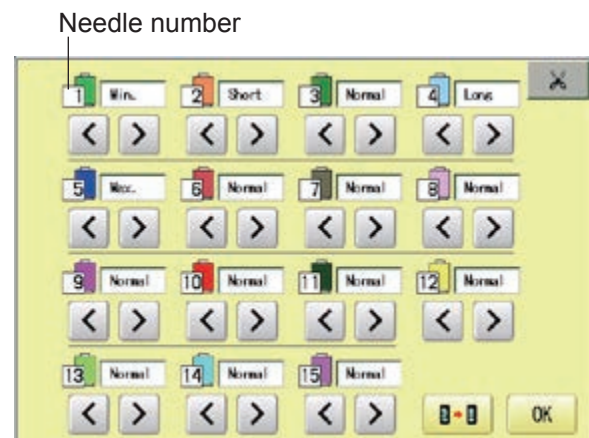 Needle number
1 Min. 2 Short 3 Normal 4 Long
5 Max. 6 Normal 7 Normal 8 Normal
9 Normal 10 Normal 11 Normal 12 Normal
13 Normal 14 Normal 15 Normal
OK